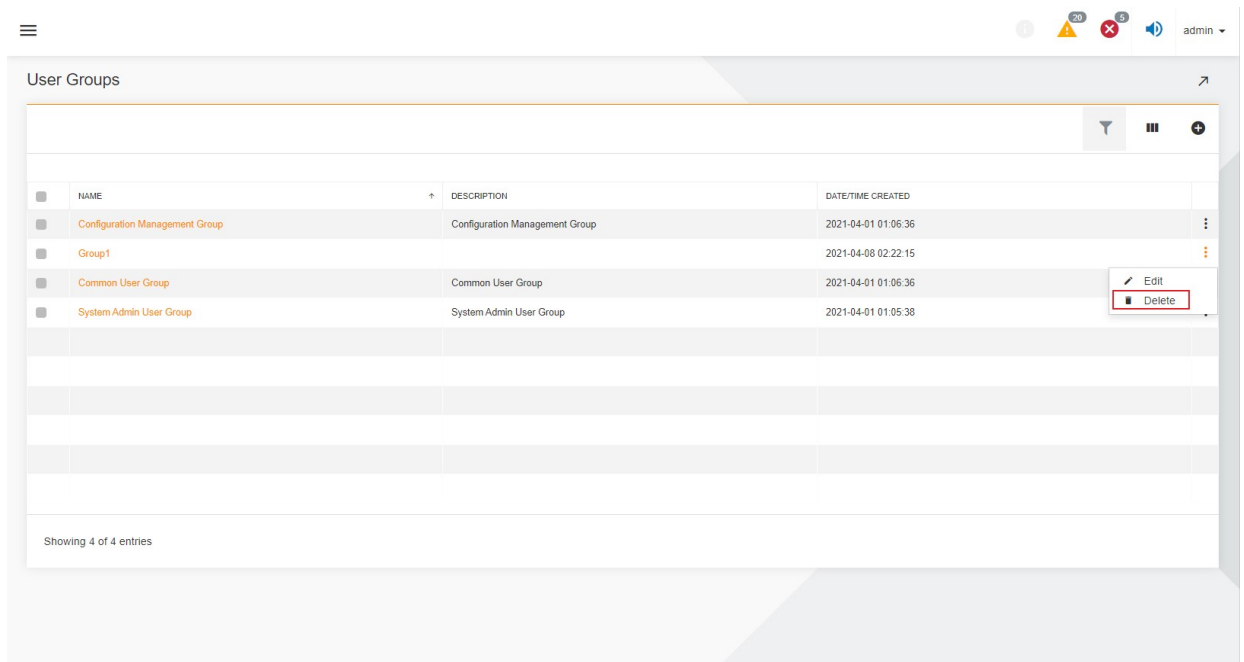 20 5 admin
User Groups
NAME DESCRIPTION DATE/TIME CREATED
Configuration Management Group Configuration Management Group 2021-04-01 01:06:36
Group1 2021-04-08 02:22:15
Common User Group Common User Group 2021-04-01 01:06:36
Edit
System Admin User Group System Admin User Group 2021-04-01 01:05:38
Delete
Showing 4 of 4 entries